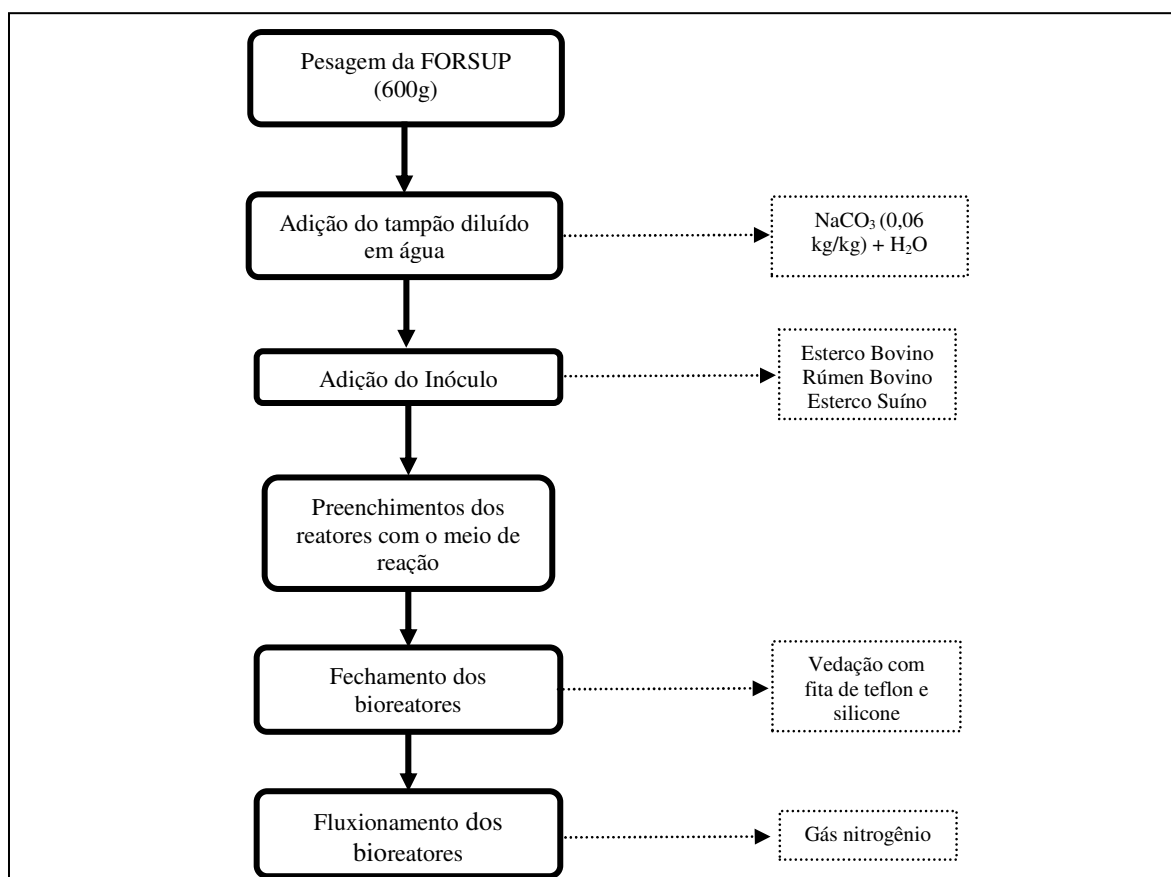 Pesagem da FORSUP
(600g)
Adição do tampão diluído
em água
NaCO₃ (0,06
kg/kg) + H₂O
Adição do Inóculo
Esterco Bovino
Rúmen Bovino
Esterco Suíno
Preenchimentos dos
reatores com o meio de
reação
Fechamento dos
bioreatores
Vedação com
fita de teflon e
silicone
Fluxionamento dos
bioreatores
Gás nitrogênio